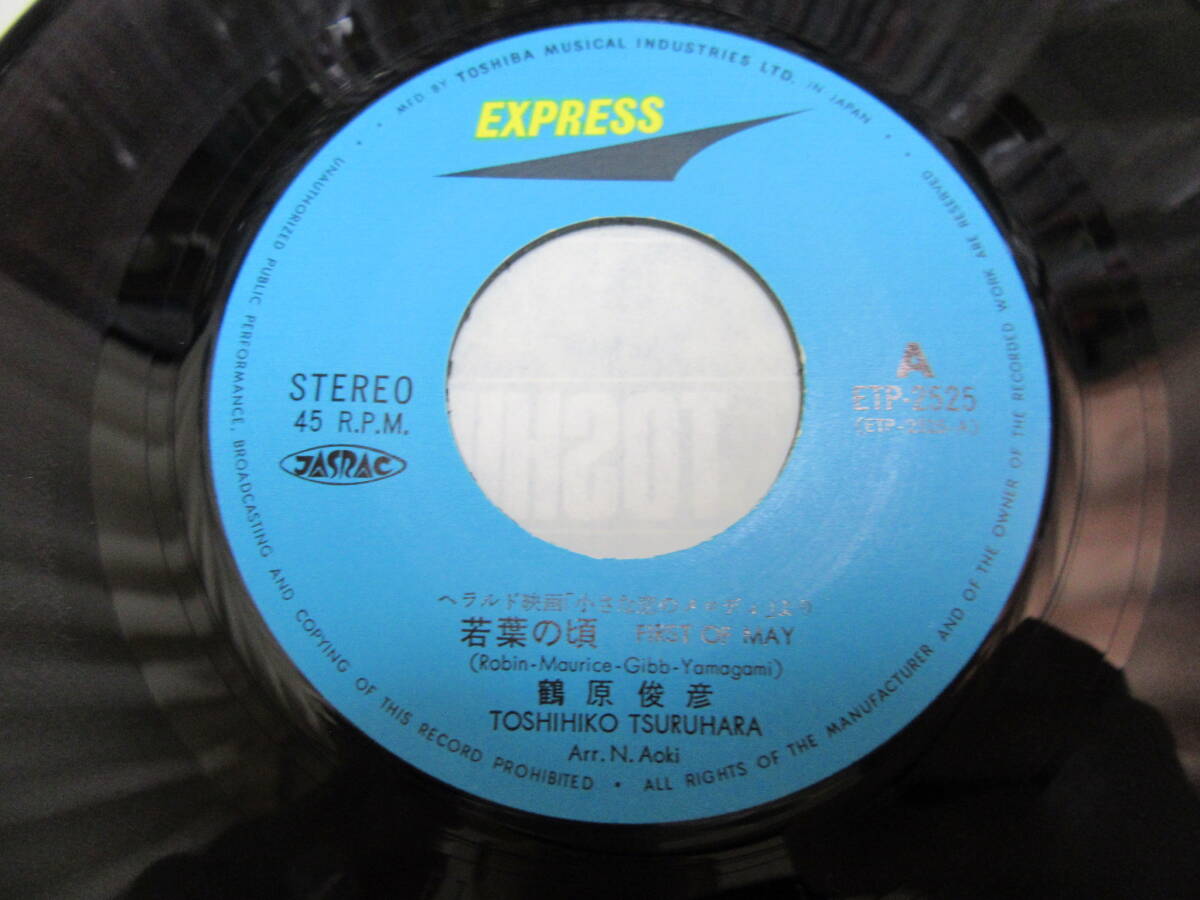 MFD. BY TOSHIBA MUSICAL INDUSTRIES LTD. IN JAPAN
EXPRESS
STEREO
45 R.P.M.
JASRAC
A
ETP-2525
(ETP-2525-A)
TOSH
ヘラルド映画「小さな恋のメロディ」より
若葉の頃 FIRST OF MAY
(Robin-Maurice-Gibb-Yamagami)
鶴原俊彦
TOSHIHIKO TSURUHARA
Arr. N. Aoki
UNAUTHORIZED PUBLIC PERFORMANCE, BROADCASTING AND COPYING OF THIS RECORD PROHIBITED • ALL RIGHTS OF THE MANUFACTURER AND OF THE OWNER OF THE RECORDED WORK ARE RESERVED